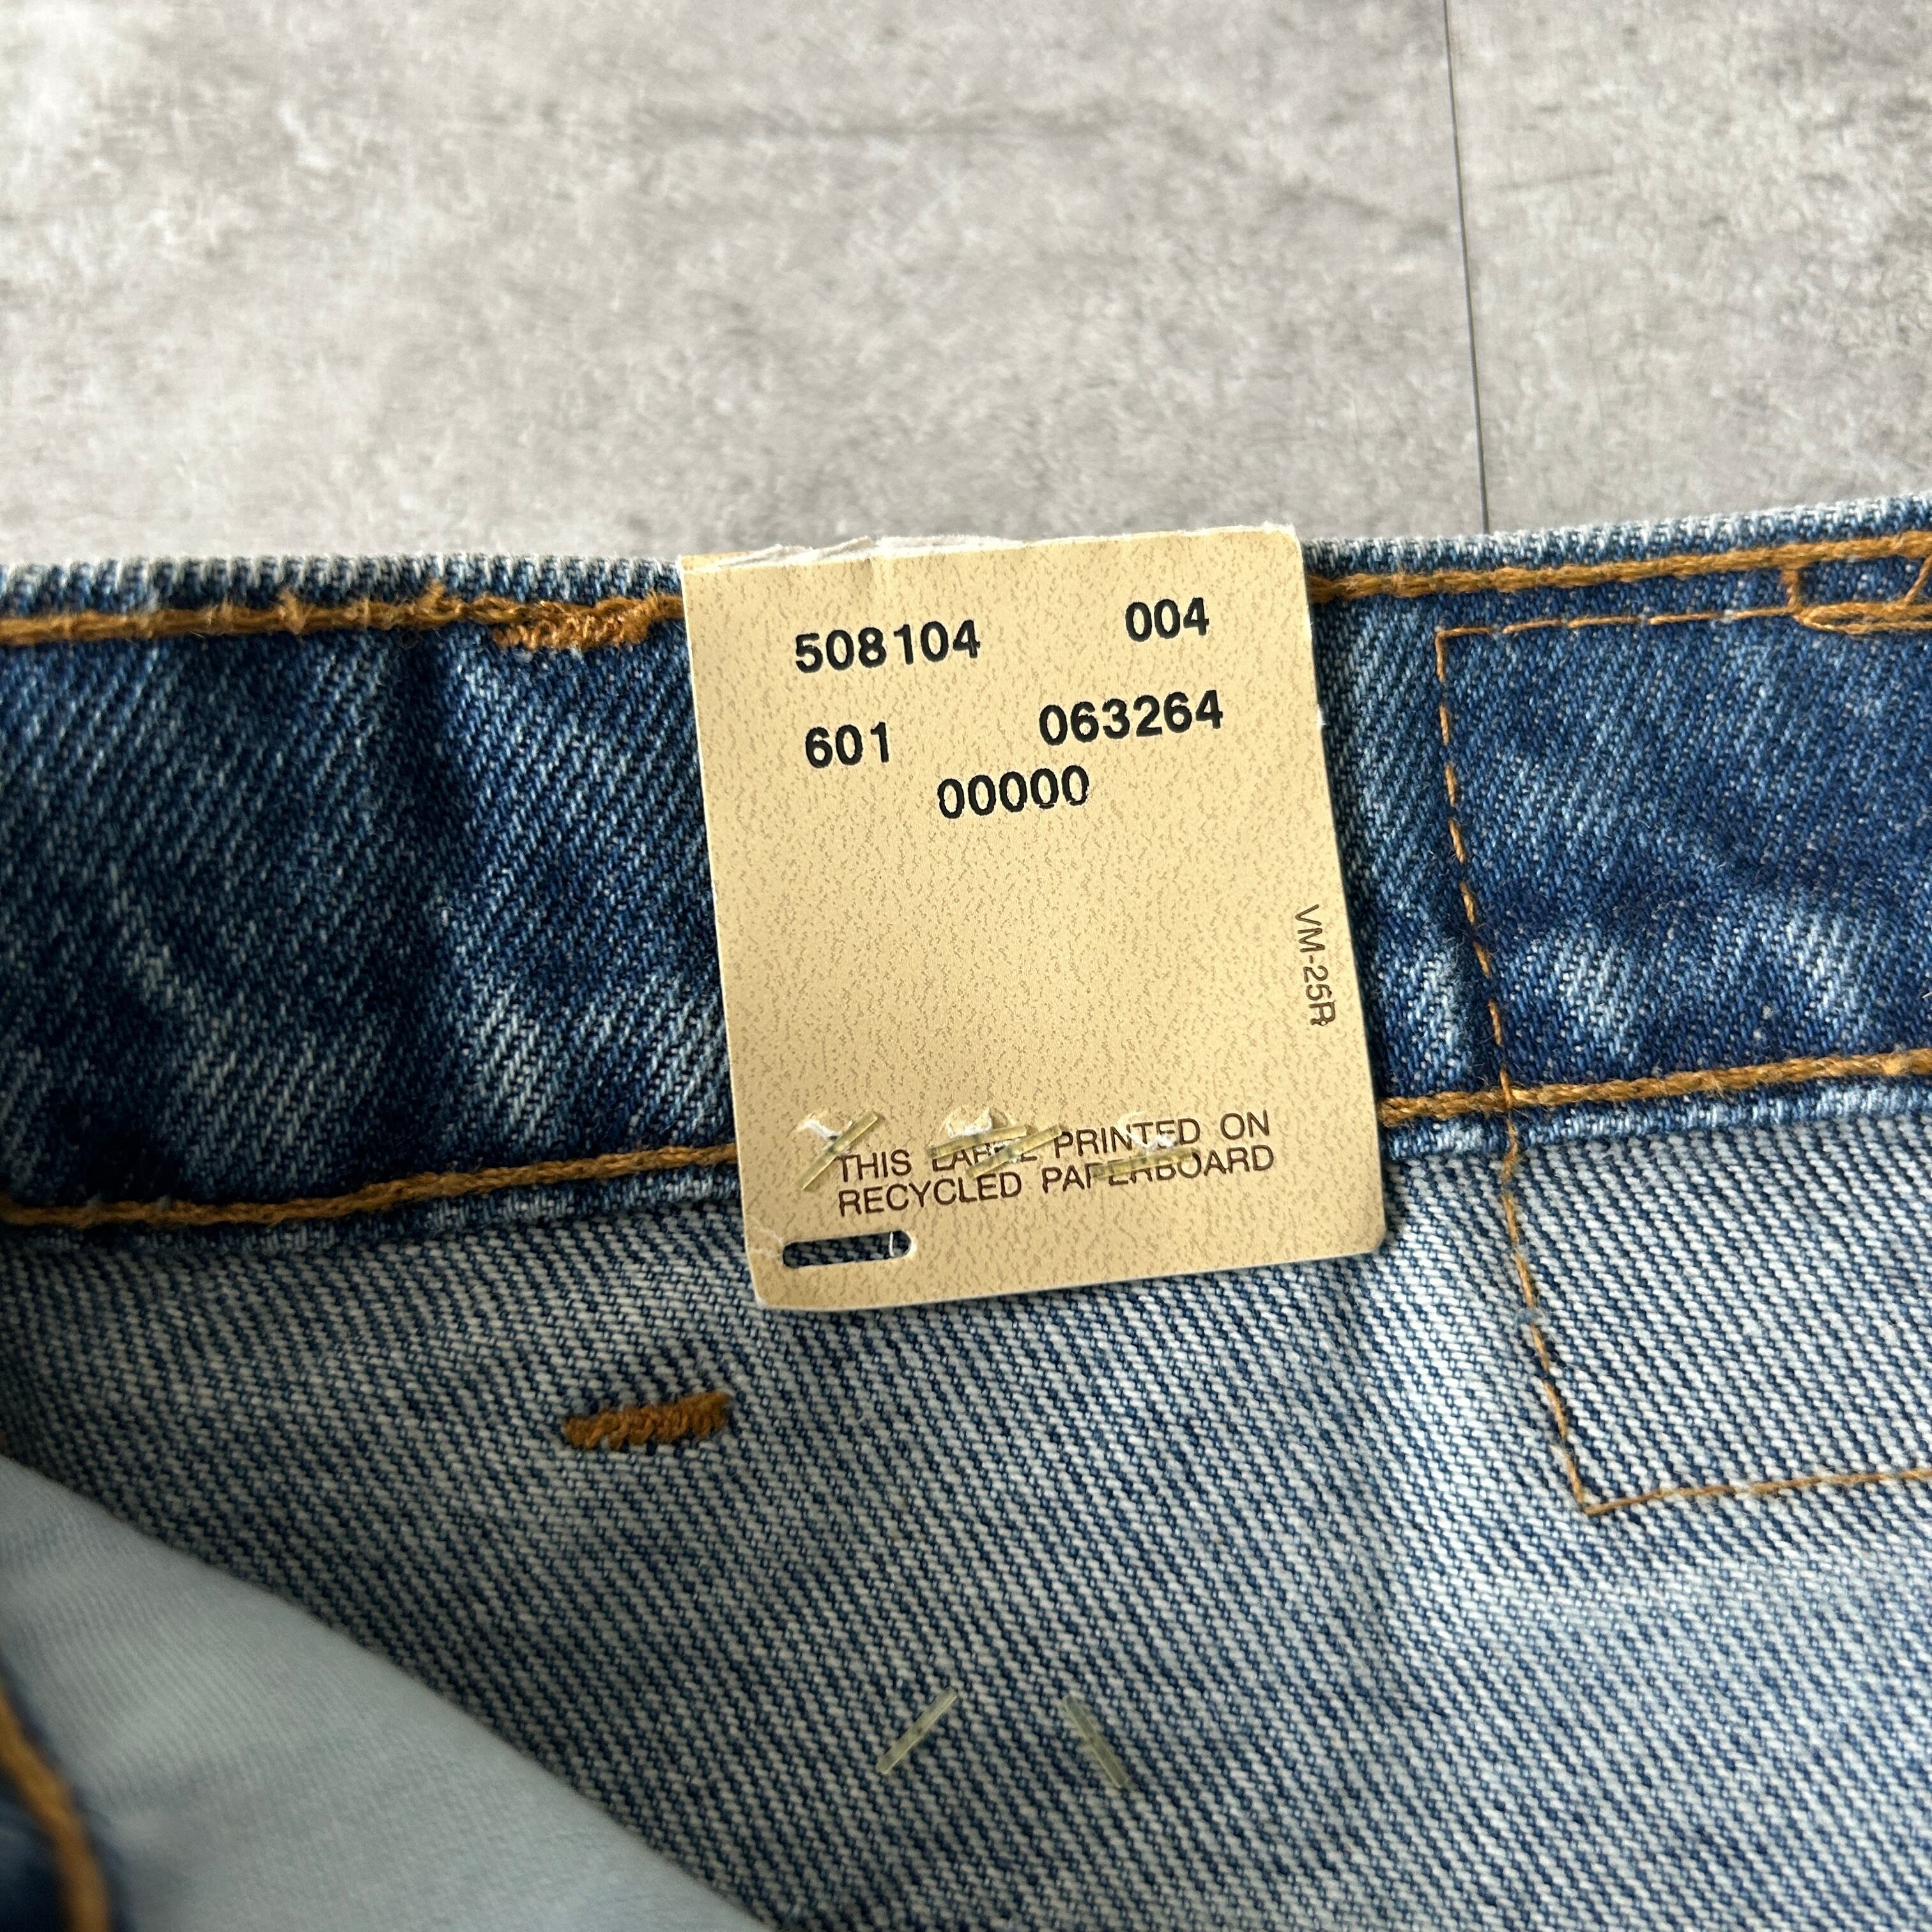 508104 004
601 063264
00000
VM-25R
THIS LABEL PRINTED ON
RECYCLED PAPERBOARD